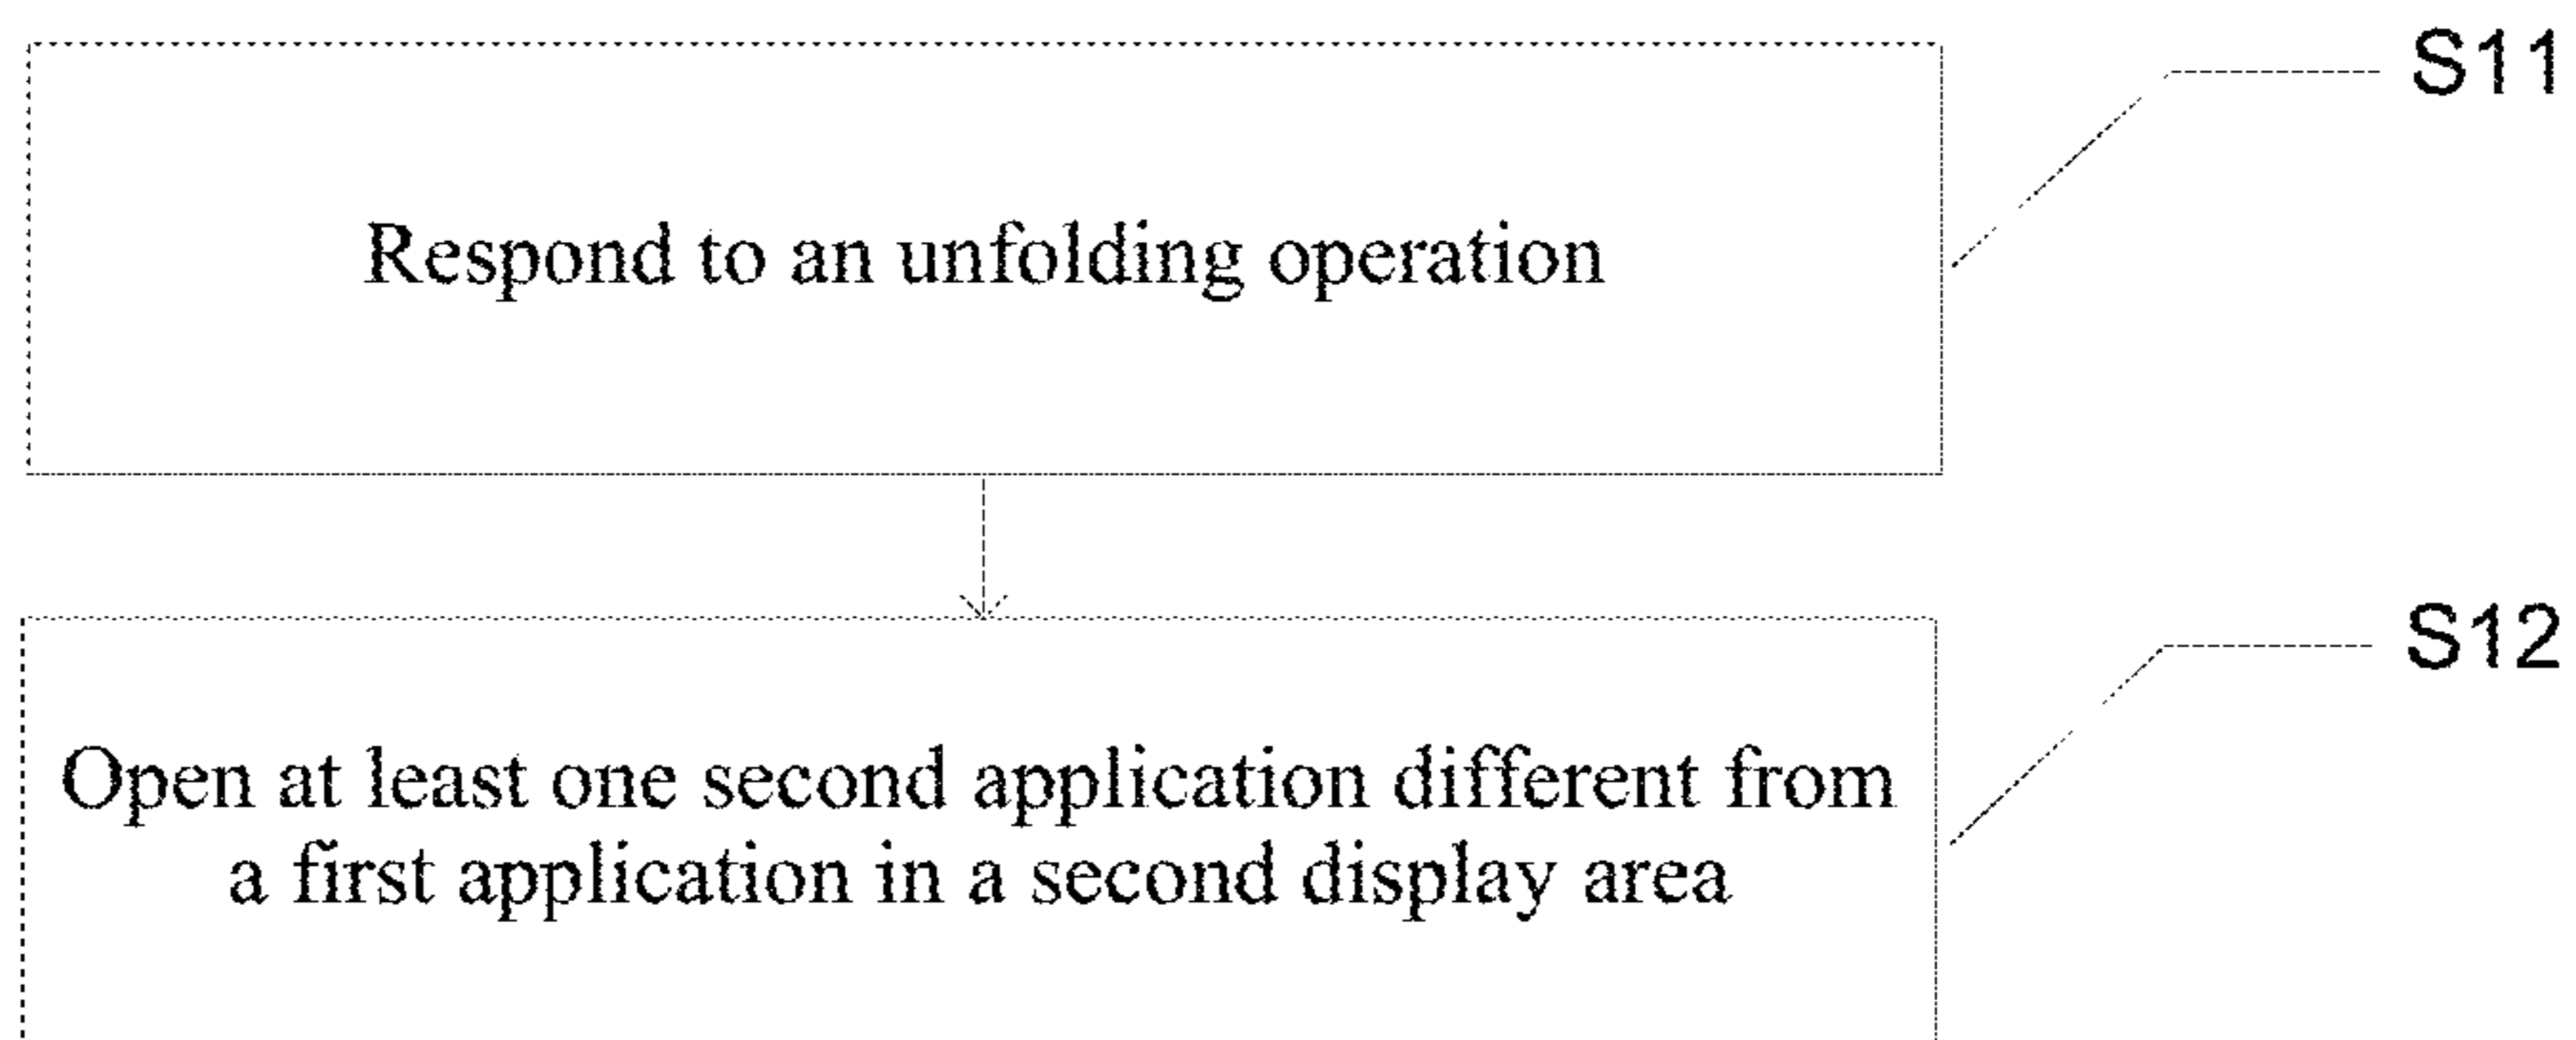 S11
Respond to an unfolding operation
S12
Open at least one second application different from
a first application in a second display area